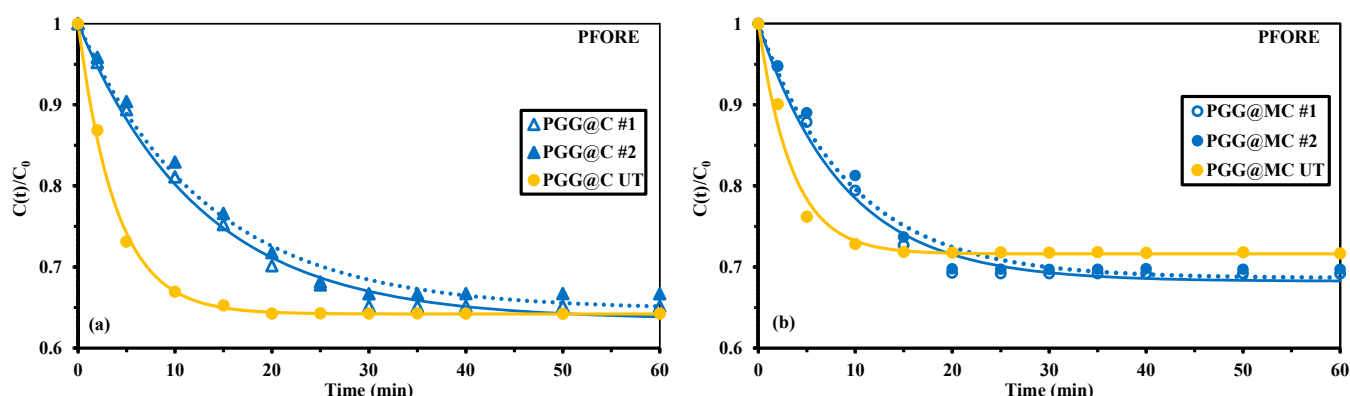 1
0.9
0.8
0.7
0.6
C(t)/C0
PFORE
PGG@C #1
PGG@C #2
PGG@C UT
(a)
0 10 20 30 40 50 60
Time (min)
1
0.9
0.8
0.7
0.6
C(t)/C0
PFORE
PGG@MC #1
PGG@MC #2
PGG@MC UT
(b)
0 10 20 30 40 50 60
Time (min)